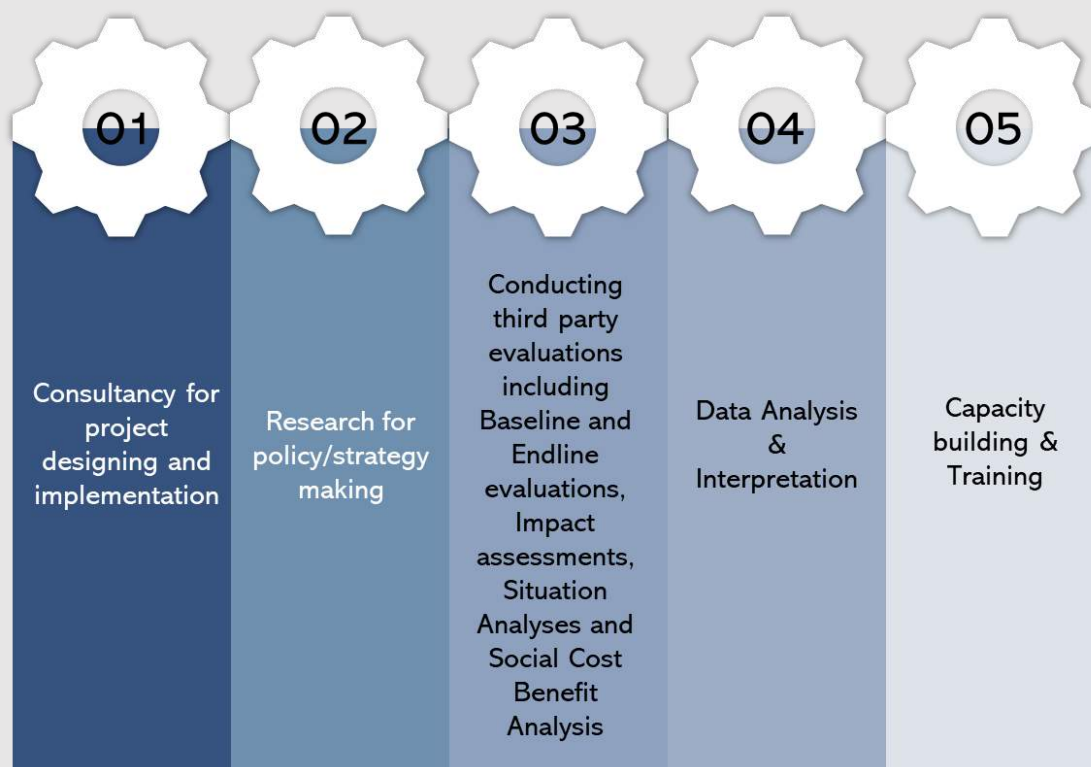 01
Consultancy for
project
designing and
implementation
02
Research for
policy/strategy
making
03
Conducting
third party
evaluations
including
Baseline and
Endline
evaluations,
Impact
assessments,
Situation
Analyses and
Social Cost
Benefit
Analysis
04
Data Analysis
&
Interpretation
05
Capacity
building &
Training